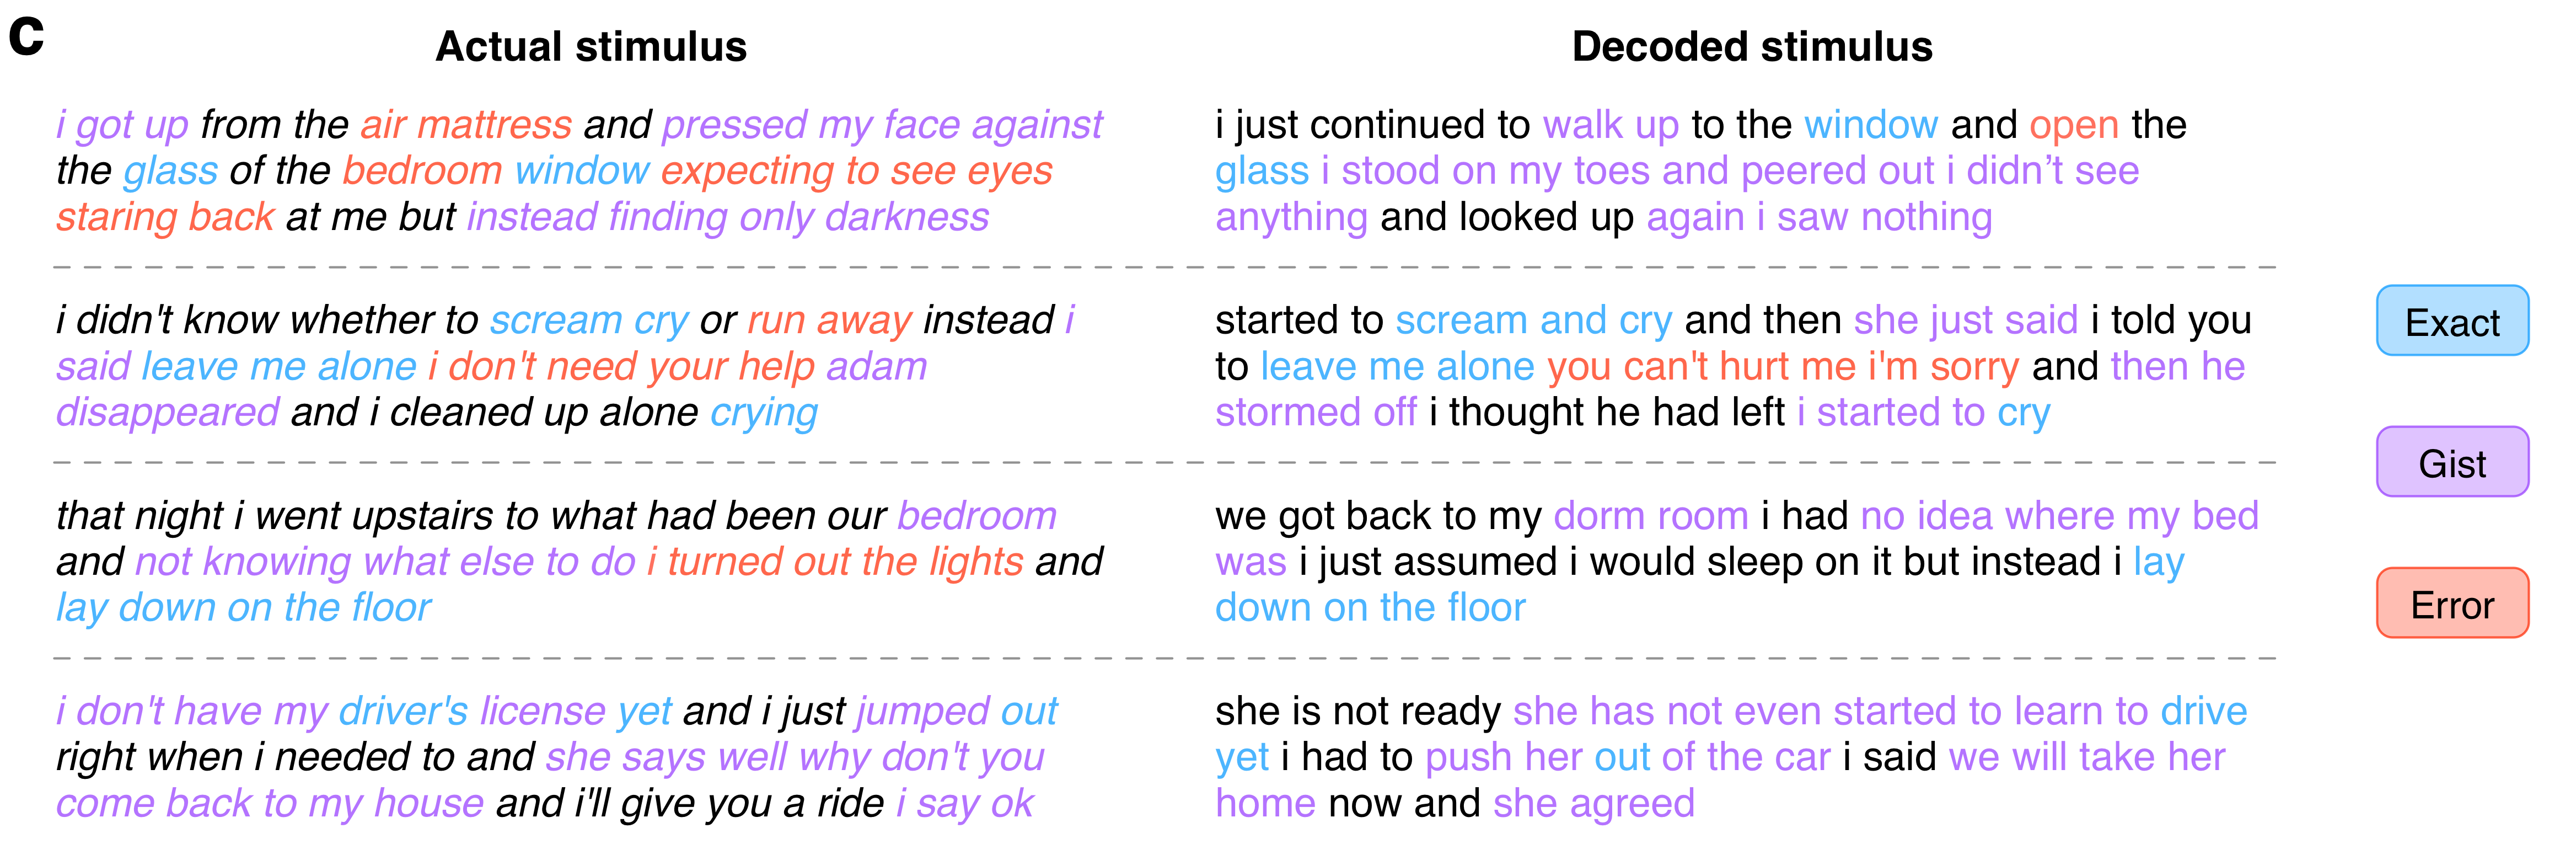 c
Actual stimulus
i got up from the air mattress and pressed my face against
the glass of the bedroom window expecting to see eyes
staring back at me but instead finding only darkness
i didn't know whether to scream cry or run away instead i
said leave me alone i don't need your help adam
disappeared and i cleaned up alone crying
that night i went upstairs to what had been our bedroom
and not knowing what else to do i turned out the lights and
lay down on the floor
i don't have my driver's license yet and i just jumped out
right when i needed to and she says well why don't you
come back to my house and i'll give you a ride i say ok
Decoded stimulus
i just continued to walk up to the window and open the
glass i stood on my toes and peered out i didn’t see
anything and looked up again i saw nothing
started to scream and cry and then she just said i told you
to leave me alone you can't hurt me i'm sorry and then he
stormed off i thought he had left i started to cry
we got back to my dorm room i had no idea where my bed
was i just assumed i would sleep on it but instead i lay
down on the floor
she is not ready she has not even started to learn to drive
yet i had to push her out of the car i said we will take her
home now and she agreed
Exact
Gist
Error